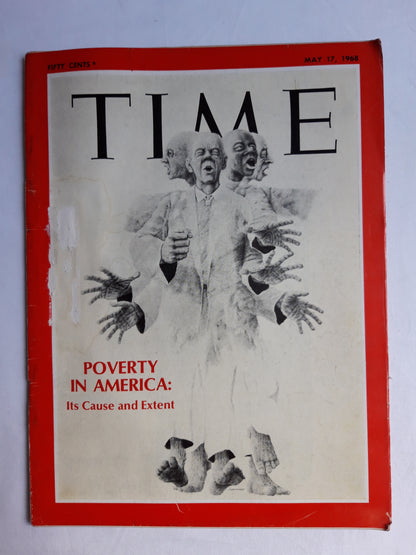 FIFTY CENTS
MAY 17, 1968
TIME
POVERTY
IN AMERICA:
Its Cause and Extent